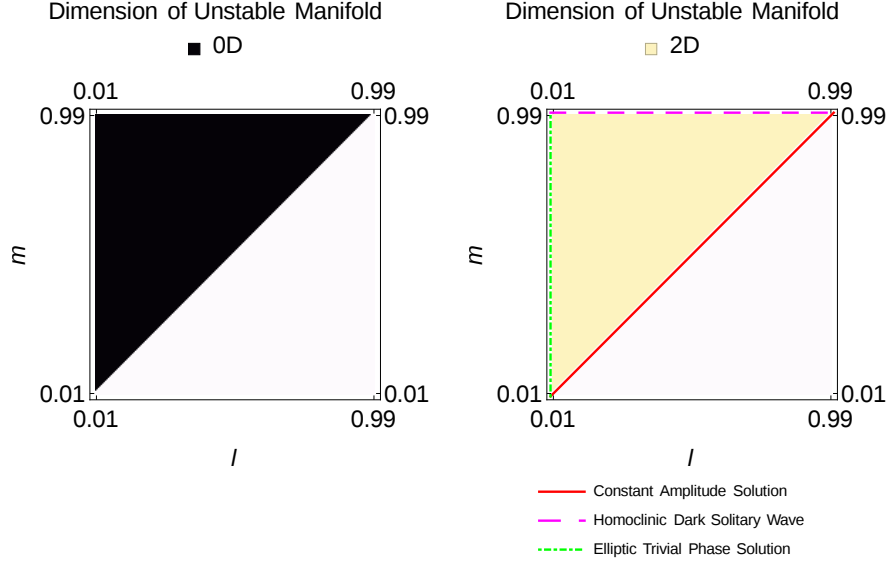 Dimension of Unstable Manifold
0D
0.01 0.99
0.99 0.99
m
0.01 0.01
0.01 0.99
l
Dimension of Unstable Manifold
2D
0.01 0.99
0.99 0.99
m
0.01 0.01
0.01 0.99
l
Constant Amplitude Solution
Homoclinic Dark Solitary Wave
Elliptic Trivial Phase Solution